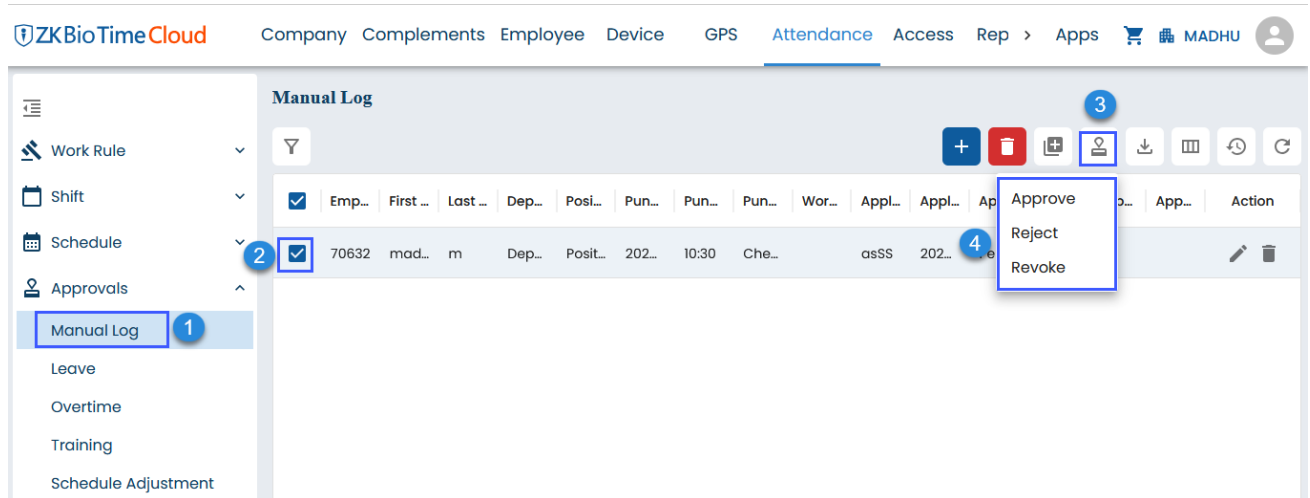 ZKBioTime Cloud Company Complements Employee Device GPS Attendance Access Rep > Apps MADHU
Manual Log
3
Work Rule
Shift
Emp... First ... Last ... Dep... Posi... Pun... Pun... Pun... Wor... Appl... Appl... Ap App... Action
Approve
Reject
Revoke
Schedule
2
70632 mad... m Dep... Posit... 202... 10:30 Che... asSS 202...
4
Approvals
Manual Log
1
Leave
Overtime
Training
Schedule Adjustment